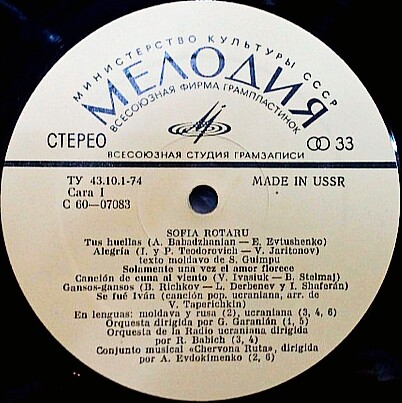 МИНИСТЕРСТВО КУЛЬТУРЫ СССР
МЕЛОДИЯ
ВСЕСОЮЗНАЯ ФИРМА ГРАМПЛАСТИНОК
СТЕРЕО
33
ВСЕСОЮЗНАЯ СТУДИЯ ГРАМЗАПИСИ
ТУ 43.10.1-74
MADE IN USSR
Cara I
С 60—07083
SOFIA ROTARU
Tus huellas (A. Babadzhanian — E. Evtushenko)
Alegría (I. y P. Teodorovich — V. Jaritonov)
texto moldavo de S. Guimpu
Solamente una vez el amor florece
Canción de cuna al viento (V. Ivasiuk — B. Stelmaj)
Gansos-gansos (B. Richkov — L. Derbenev y I. Shaferán)
Se fué Iván (canción pop. ucraniana, arr. de
V. Taperichkin)
En lenguas: moldava y rusa (2), ucraniana (3, 4, 6)
Orquesta dirigida por G. Garanián (1, 5)
Orquesta de la Radio ucraniana dirigida
por R. Babich (3, 4)
Conjunto musical «Chervona Ruta», dirigida
por A. Evdokimenko (2, 6)